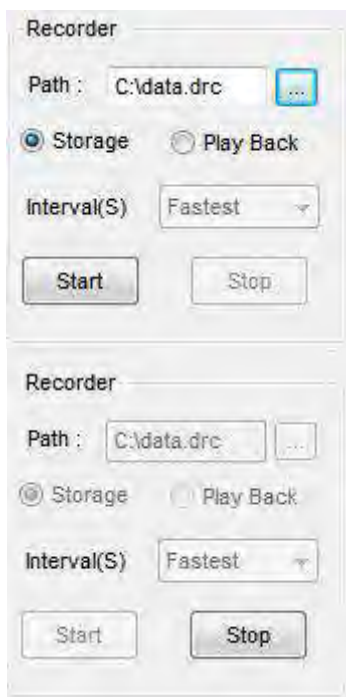 Recorder
Path : C:\data.drc ...
Storage Play Back
Interval(S) Fastest
Start Stop
Recorder
Path : C:\data.drc ...
Storage Play Back
Interval(S) Fastest
Start Stop